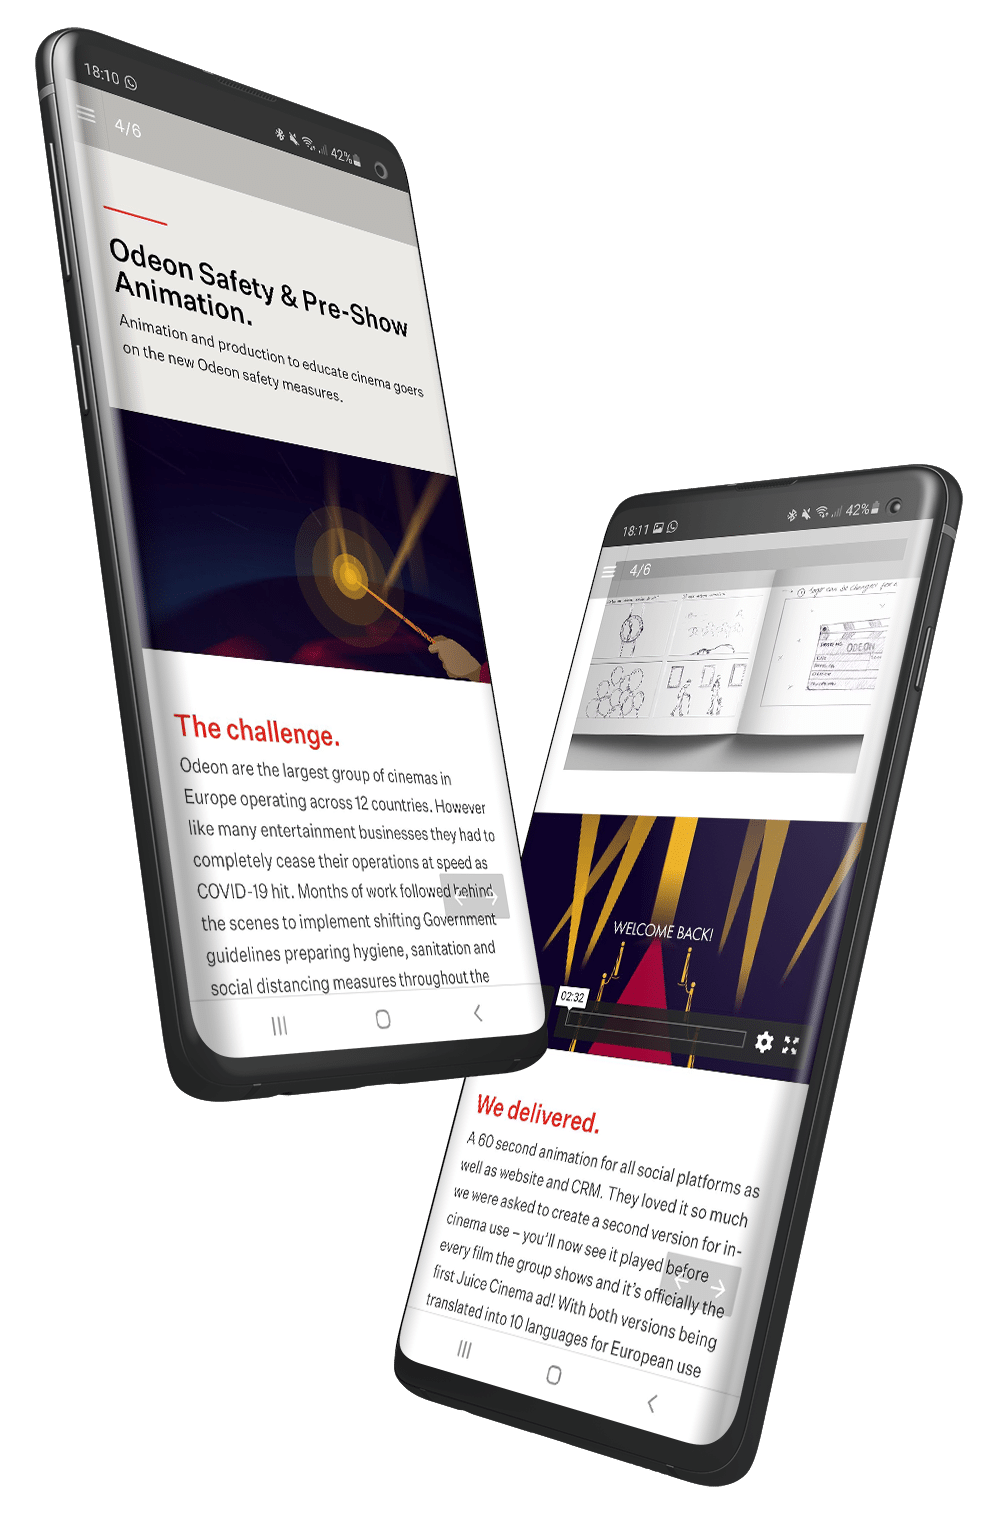 18:10
42%
4/6
Odeon Safety & Pre-Show
Animation.
Animation and production to educate cinema goers
on the new Odeon safety measures.
The challenge.
Odeon are the largest group of cinemas in
Europe operating across 12 countries. However
like many entertainment businesses they had to
completely cease their operations at speed as
COVID-19 hit. Months of work followed behind
the scenes to implement shifting Government
guidelines preparing hygiene, sanitation and
social distancing measures throughout the
18:11
42%
4/6
ODEON
WELCOME BACK!
02:32
We delivered.
A 60 second animation for all social platforms as
well as website and CRM. They loved it so much
we were asked to create a second version for in-
cinema use – you'll now see it played before
every film the group shows and it's officially the
first Juice Cinema ad! With both versions being
translated into 10 languages for European use